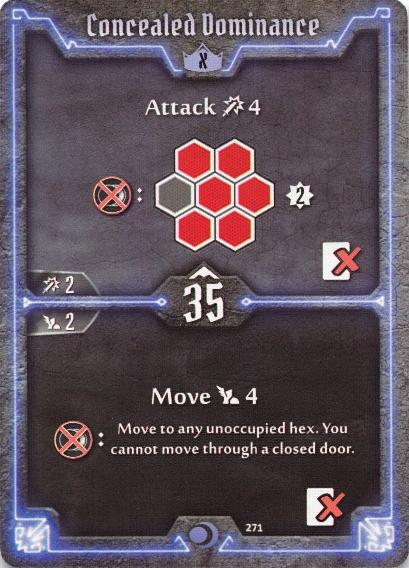 Concealed Dominance
X
Attack 4
:
2
2
35
2
Move 4
: Move to any unoccupied hex. You
cannot move through a closed door.
271